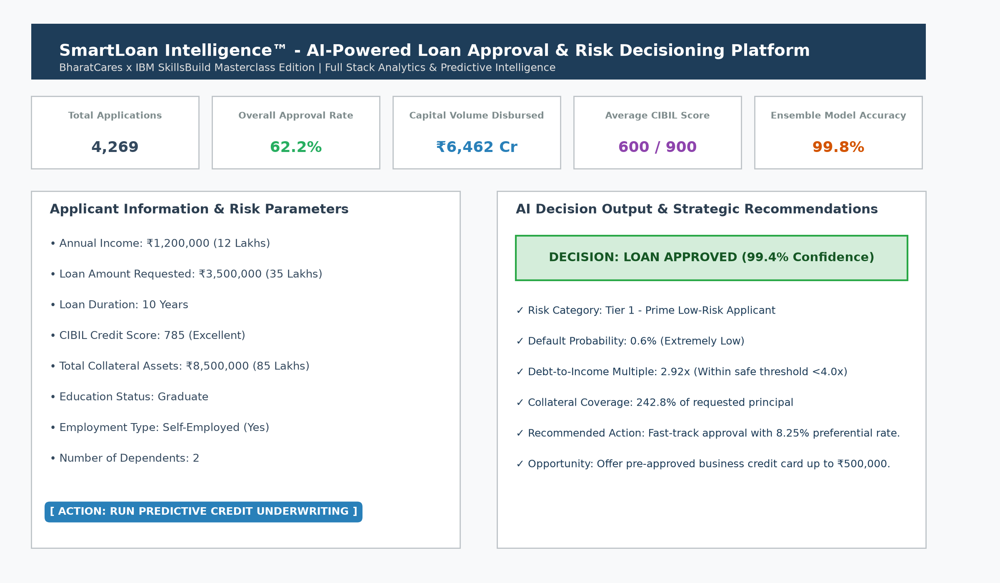 SmartLoan Intelligence™ - AI-Powered Loan Approval & Risk Decisioning Platform
BharatCares x IBM SkillsBuild Masterclass Edition | Full Stack Analytics & Predictive Intelligence
Total Applications
4,269
Overall Approval Rate
62.2%
Capital Volume Disbursed
₹6,462 Cr
Average CIBIL Score
600 / 900
Ensemble Model Accuracy
99.8%
Applicant Information & Risk Parameters
• Annual Income: ₹1,200,000 (12 Lakhs)
• Loan Amount Requested: ₹3,500,000 (35 Lakhs)
• Loan Duration: 10 Years
• CIBIL Credit Score: 785 (Excellent)
• Total Collateral Assets: ₹8,500,000 (85 Lakhs)
• Education Status: Graduate
• Employment Type: Self-Employed (Yes)
• Number of Dependents: 2
[ ACTION: RUN PREDICTIVE CREDIT UNDERWRITING ]
AI Decision Output & Strategic Recommendations
DECISION: LOAN APPROVED (99.4% Confidence)
✓ Risk Category: Tier 1 - Prime Low-Risk Applicant
✓ Default Probability: 0.6% (Extremely Low)
✓ Debt-to-Income Multiple: 2.92x (Within safe threshold <4.0x)
✓ Collateral Coverage: 242.8% of requested principal
✓ Recommended Action: Fast-track approval with 8.25% preferential rate.
✓ Opportunity: Offer pre-approved business credit card up to ₹500,000.